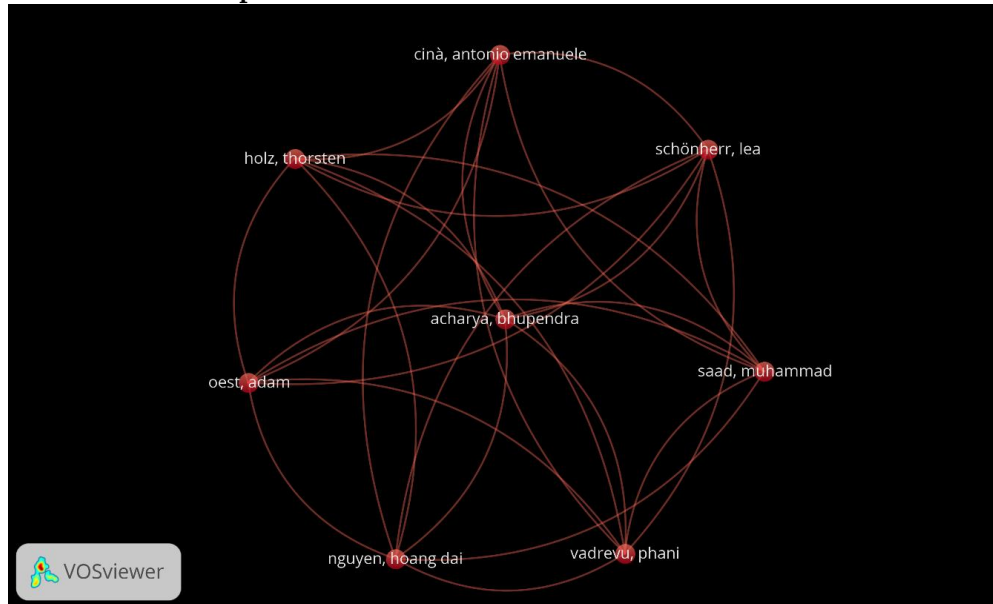 cinà, antonio emanuele
schönherr, lea
holz, thorsten
acharya, bhupendra
saad, muhammad
oest, adam
vadrevu, phani
nguyen, hoang dai
VOSviewer